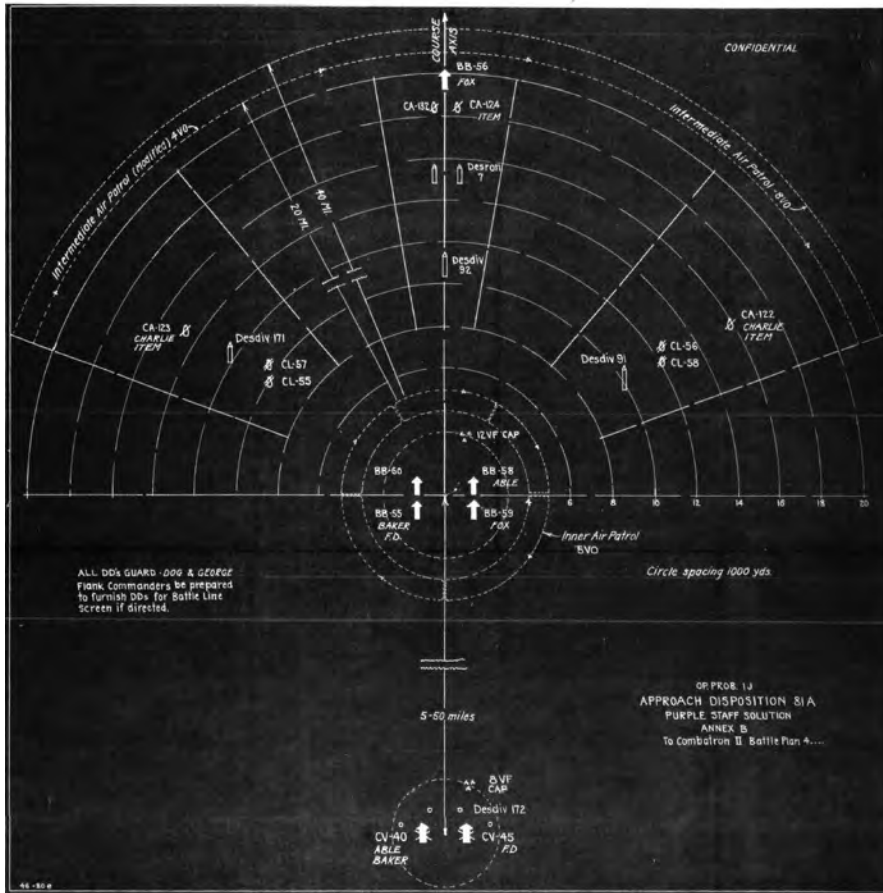 CONFIDENTIAL
COURSE
AXIS
BB-56
FOX
CA-132
CA-124
ITEM
Intermediate Air Patrol (Modified) 4VO
Intermediate Air Patrol-8VO
Desron
7
40 MI.
20 MI.
Desdiv
92
CA-123
CHARLIE
ITEM
Desdiv 171
CL-57
CL-55
CA-122
CHARLIE
ITEM
CL-56
CL-58
Desdiv 91
12VF CAP
BB-60
BB-58
ABLE
BB-55
BAKER
F.D.
BB-59
FOX
4 6 8 10 12 14 16 18 20
Inner Air Patrol
8VO
ALL DD's GUARD-DOG & GEORGE
Flank Commanders be prepared
to furnish DDs for Battle Line
Screen if directed.
Circle spacing 1000 yds.
5-50 miles
OP. PROB. 1J
APPROACH DISPOSITION 81A
PURPLE STAFF SOLUTION
ANNEX B
To Combatron II Battle Plan 4....
8VF
CAP
Desdiv 172
CV-40
ABLE
BAKER
CV-45
F.D